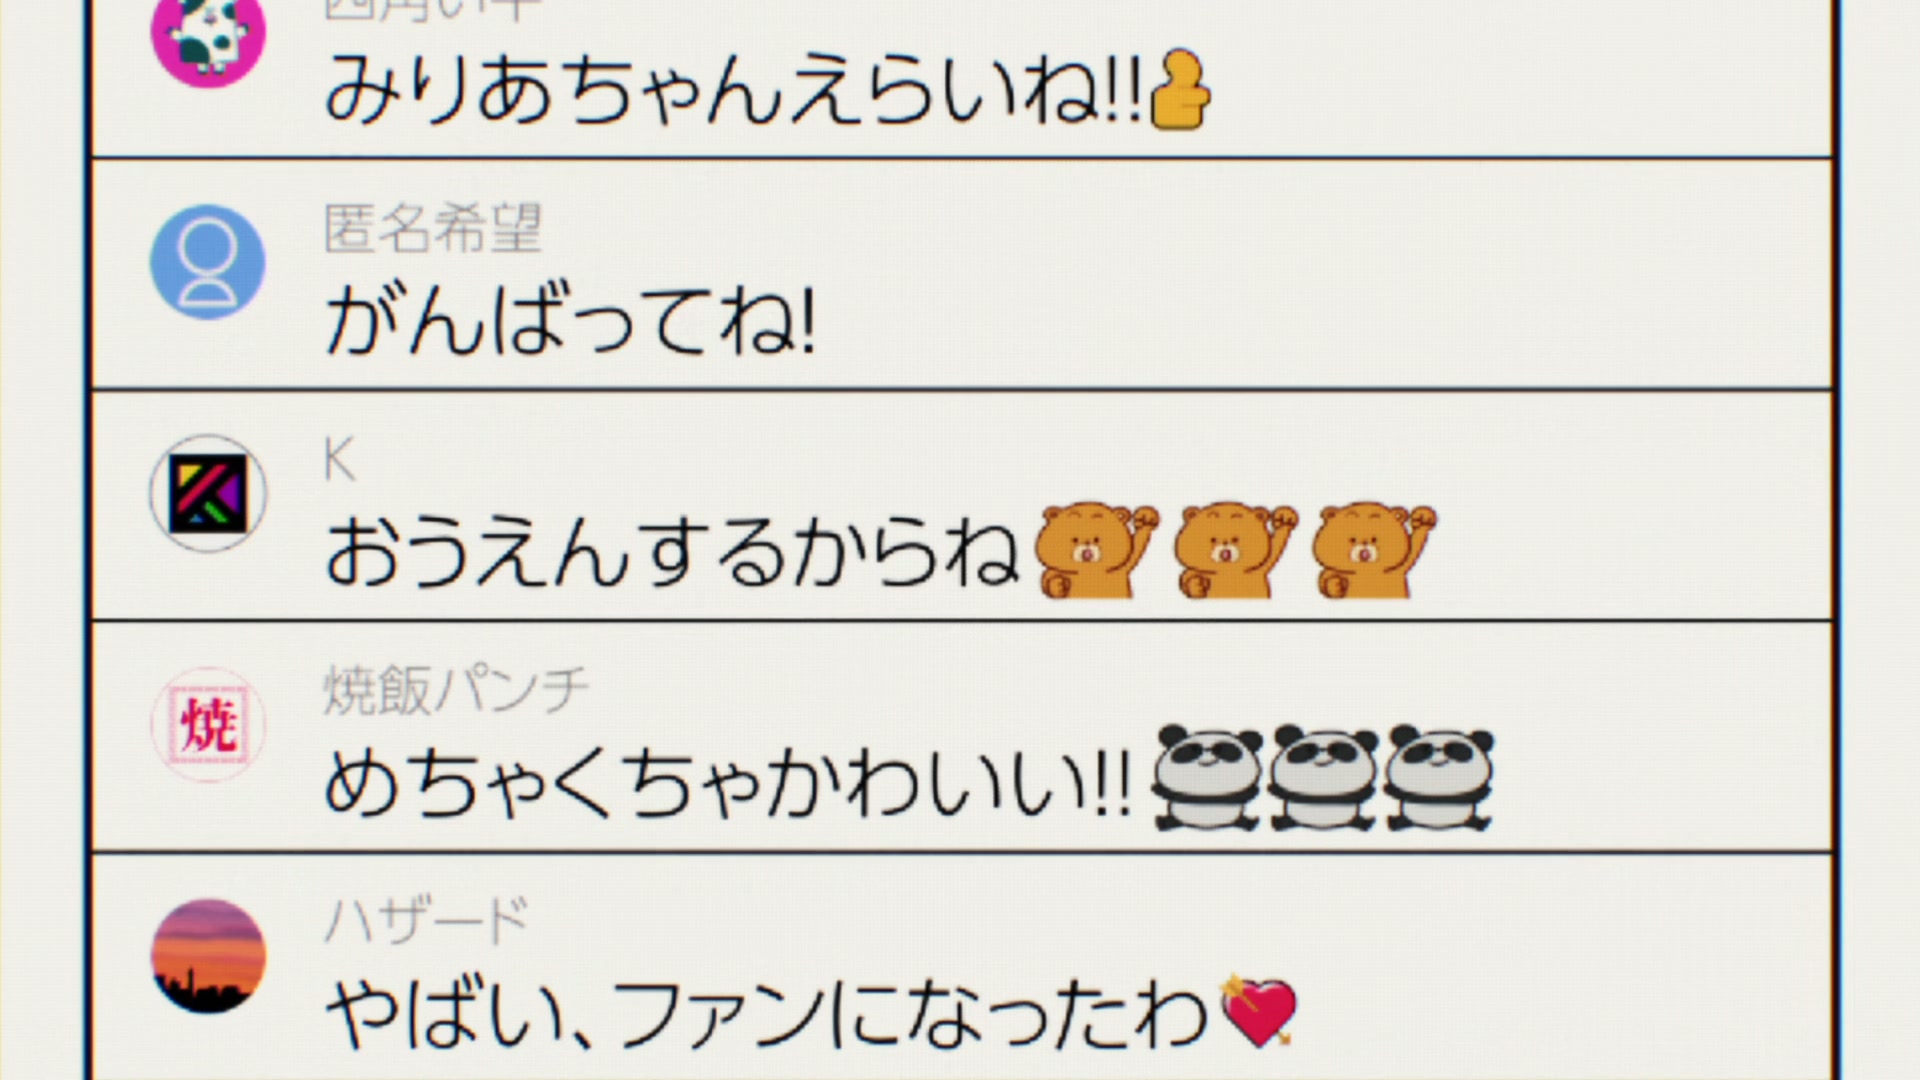 みりあちゃんえらいね!!
匿名希望
がんばってね!
K
おうえんするからね
焼
焼飯パンチ
めちゃくちゃかわいい!!
ハザード
やばい、ファンになったわ